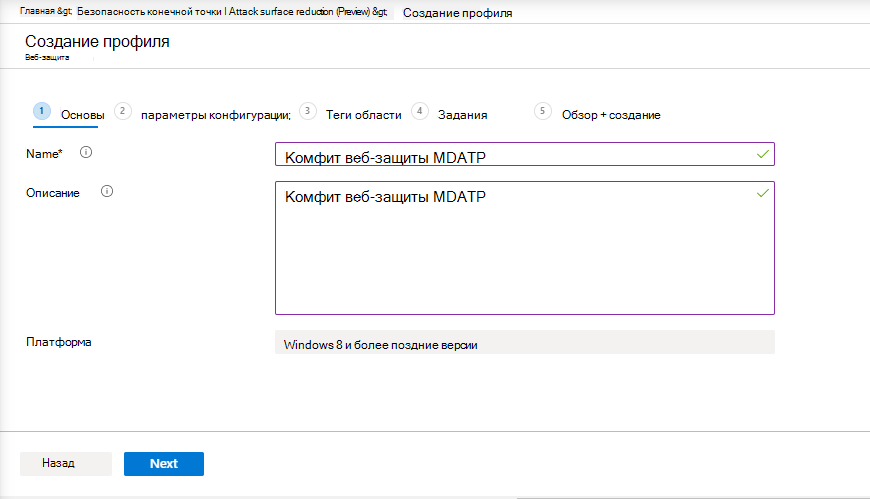 Главная &gt; Безопасность конечной точки | Attack surface reduction (Preview) &gt; Создание профиля
Создание профиля
Веб-защита
1 Основы 2 параметры конфигурации; 3 Теги области 4 Задания 5 Обзор + создание
Name* Комфит веб-защиты MDATP
Описание Комфит веб-защиты MDATP
Платформа Windows 8 и более поздние версии
Назад Next